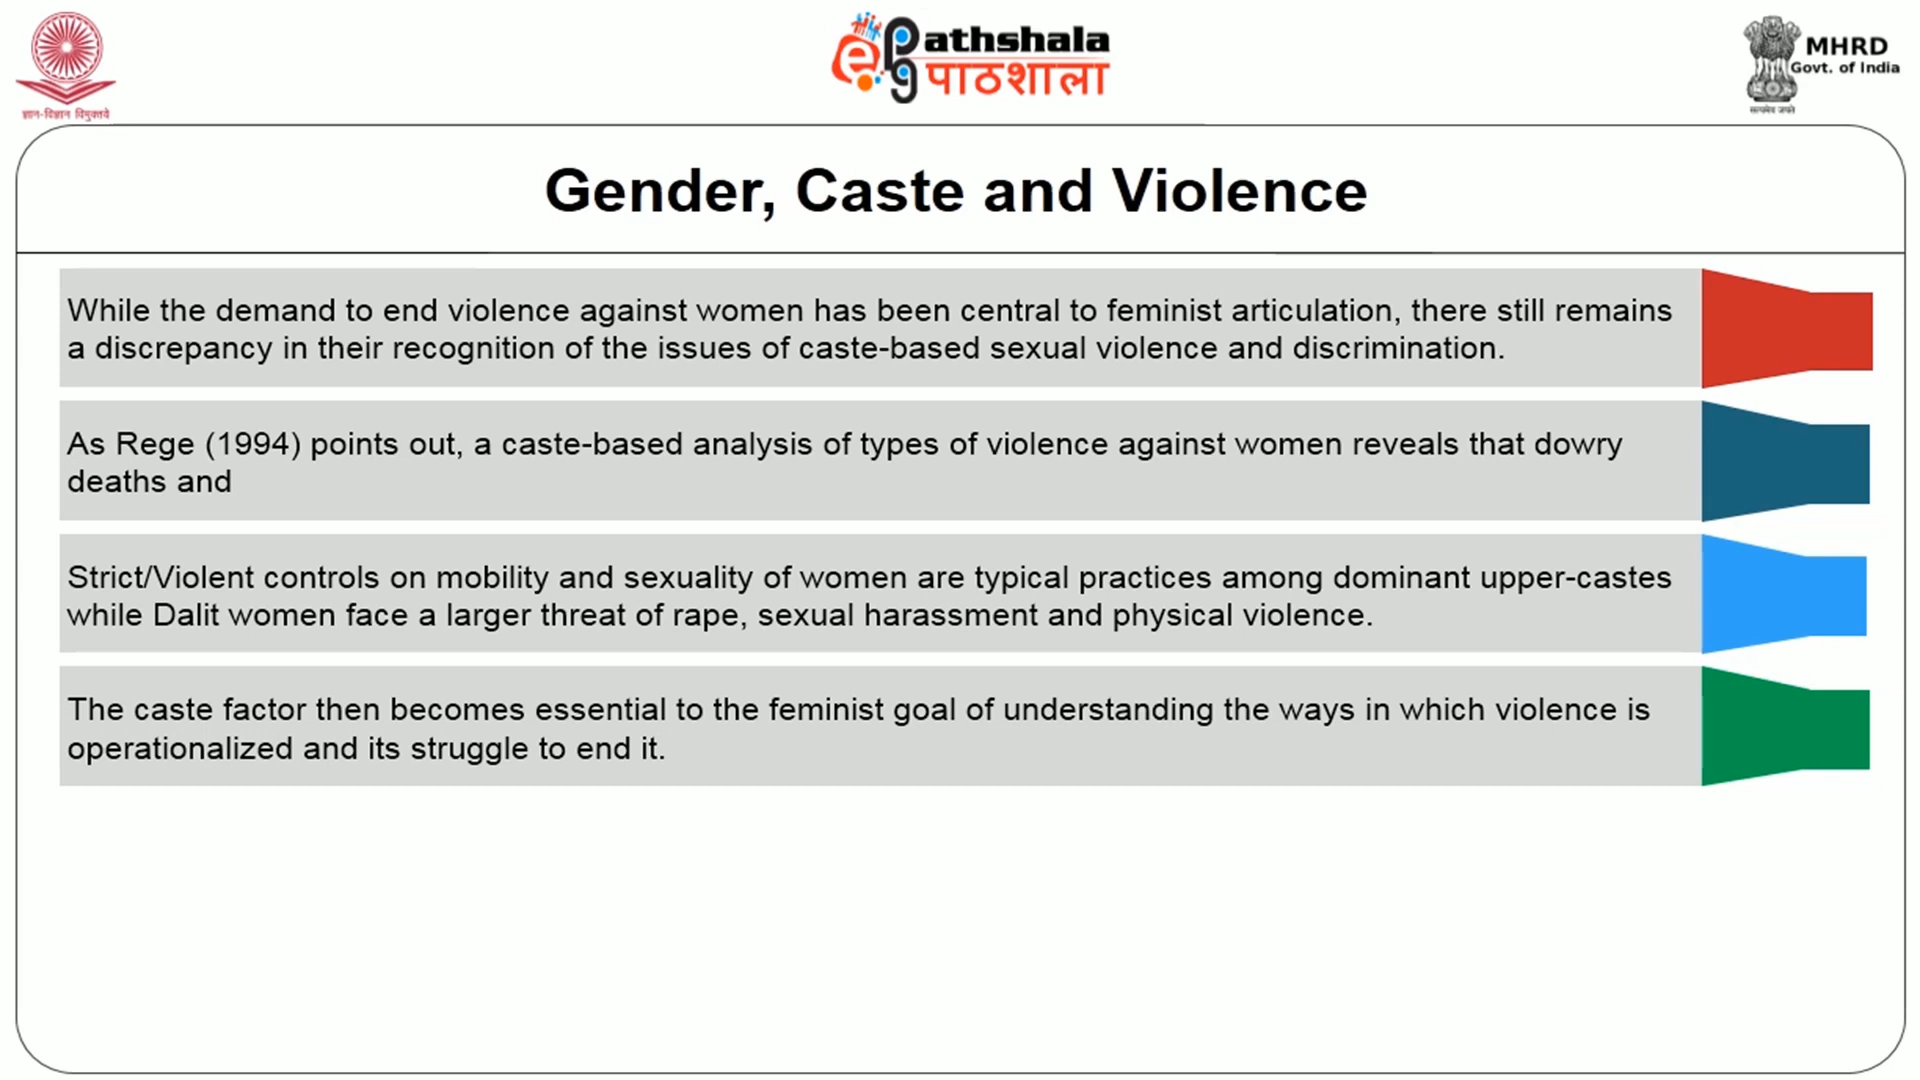 ज्ञान-विज्ञान विमुक्तये
e
pg
athshala
पाठशाला
MHRD
Govt. of India
सत्यमेव जयते
Gender, Caste and Violence
While the demand to end violence against women has been central to feminist articulation, there still remains
a discrepancy in their recognition of the issues of caste-based sexual violence and discrimination.
As Rege (1994) points out, a caste-based analysis of types of violence against women reveals that dowry
deaths and
Strict/Violent controls on mobility and sexuality of women are typical practices among dominant upper-castes
while Dalit women face a larger threat of rape, sexual harassment and physical violence.
The caste factor then becomes essential to the feminist goal of understanding the ways in which violence is
operationalized and its struggle to end it.